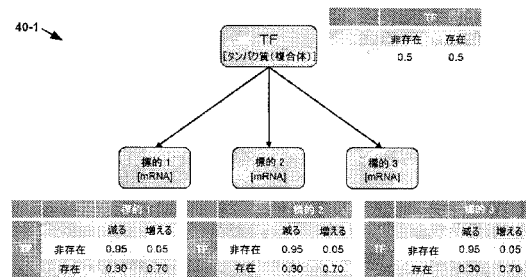 40-1
TF
[タンパク質(複合体)]
TF
非存在 存在
0.5 0.5
標的 1
[mRNA]
標的 2
[mRNA]
標的 3
[mRNA]
標的 1
減る 増える
TF 非存在 0.95 0.05
存在 0.30 0.70
標的 2
減る 増える
TF 非存在 0.95 0.05
存在 0.30 0.70
標的 3
減る 増える
TF 非存在 0.95 0.05
存在 0.30 0.70